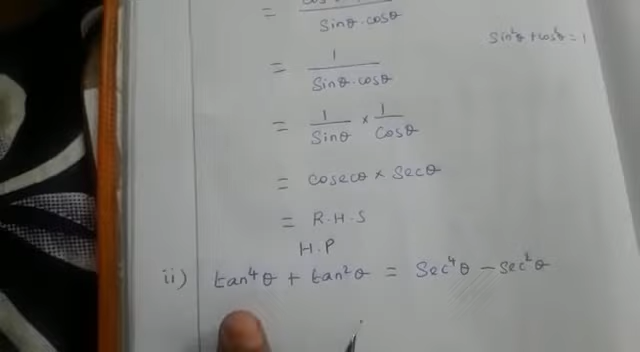 =
Sinθ.cosθ
sin²θ + cos²θ = 1
= 1 / Sinθ.cosθ
= 1/Sinθ × 1/Cosθ
= cosecθ × Secθ
= R.H.S
H.P
ii) tan⁴θ + tan²θ = Sec⁴θ - Sec²θ